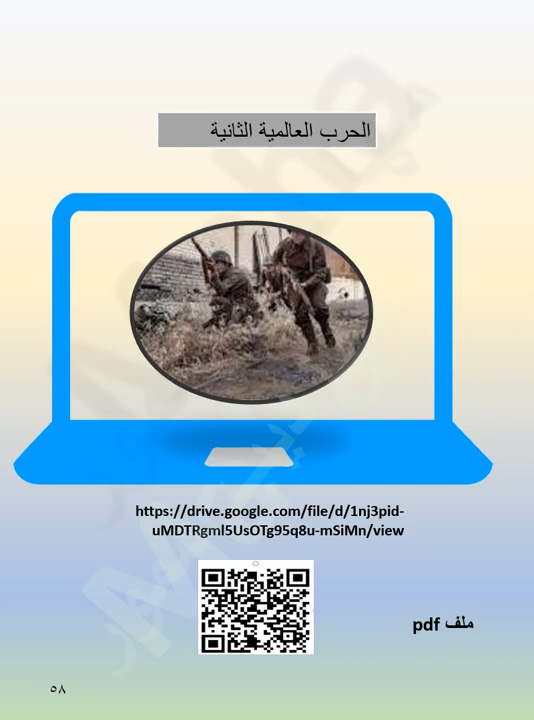 الحرب العالمية الثانية
https://drive.google.com/file/d/1nj3pid-
uMDTRgml5UsOTg95q8u-mSiMn/view
ملف pdf
٥٨